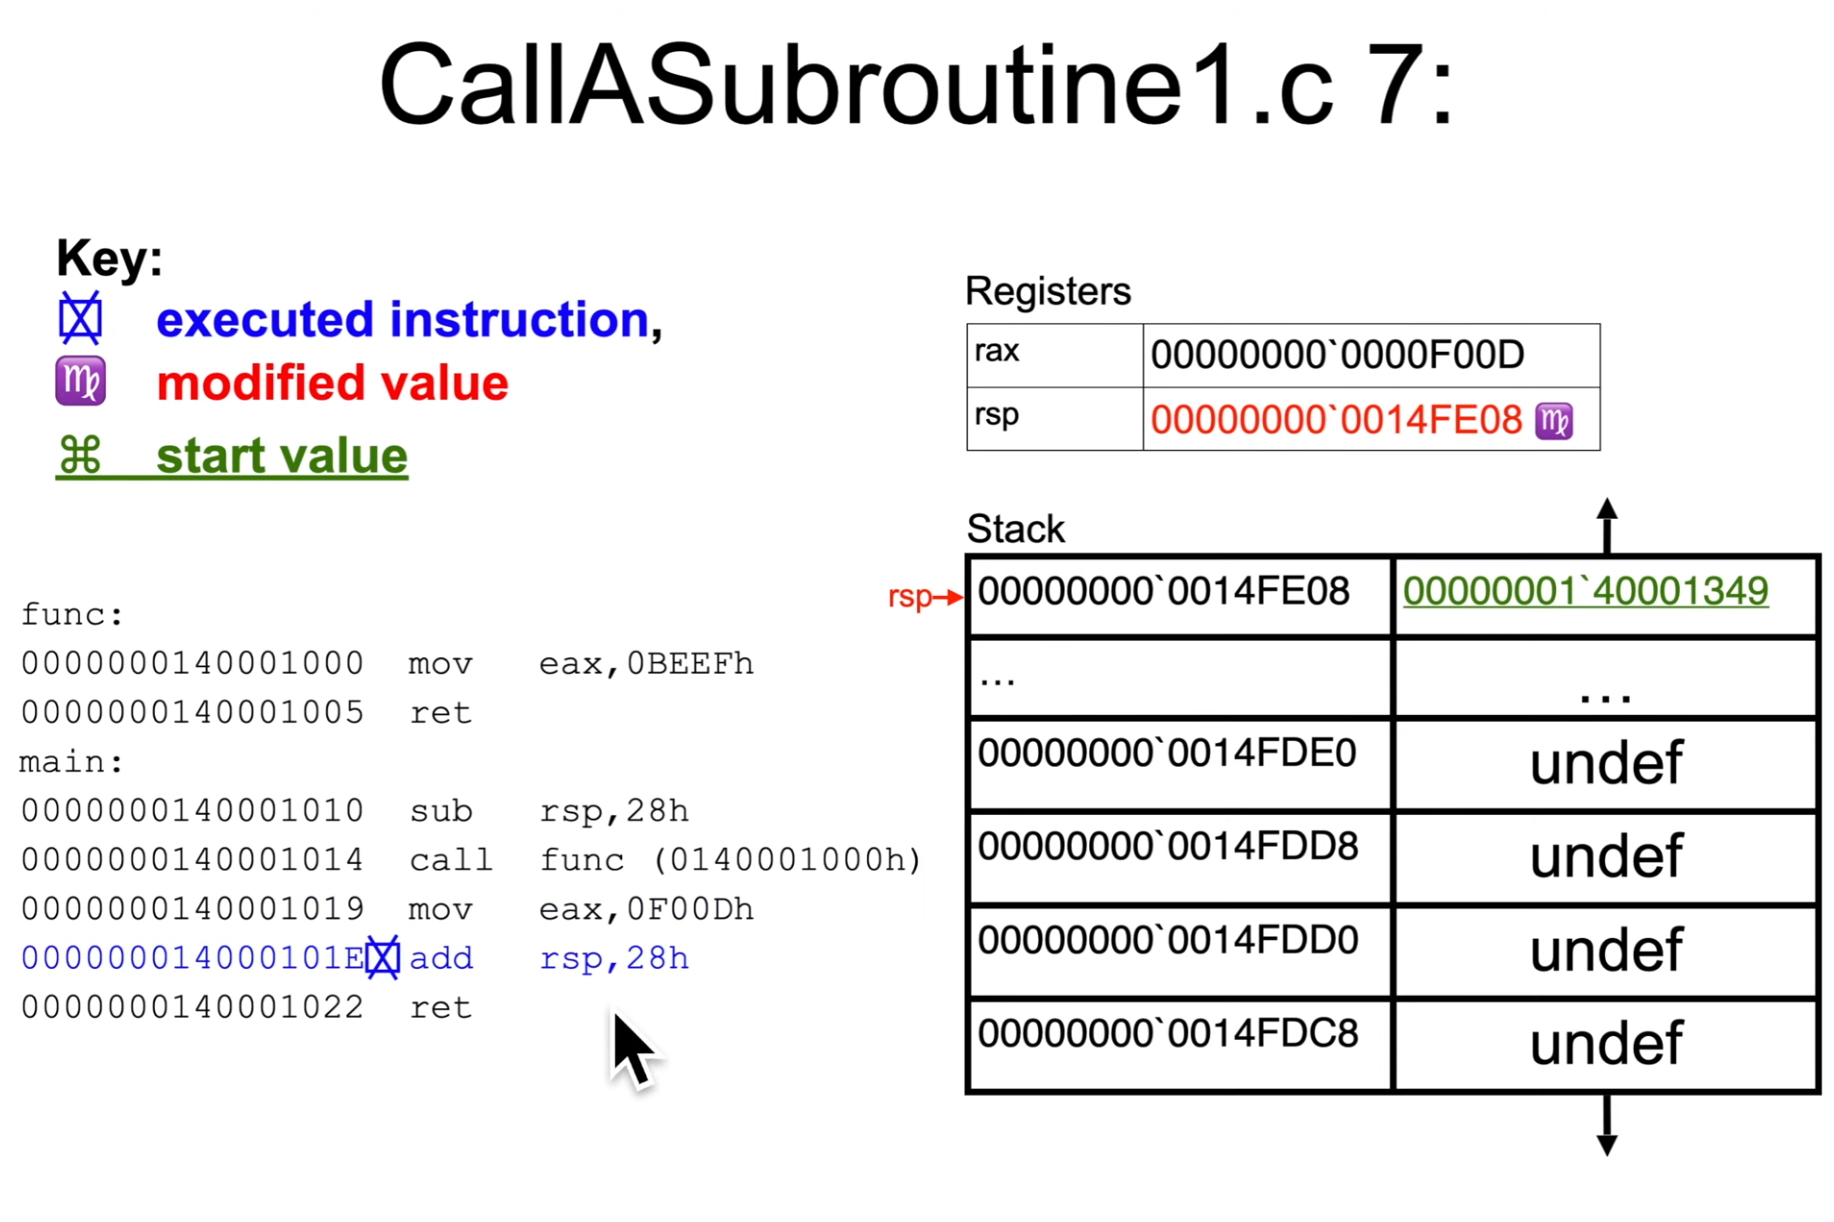 CallASubroutine1.c 7:
Key:
executed instruction,
♍ modified value
⌘ start value
Registers
rax 00000000`0000F00D
rsp 00000000`0014FE08 ♍
Stack
rsp 00000000`0014FE08 00000001`40001349
... ...
00000000`0014FDE0 undef
00000000`0014FDD8 undef
00000000`0014FDD0 undef
00000000`0014FDC8 undef
func:
0000000140001000 mov eax,0BEEFh
0000000140001005 ret
main:
0000000140001010 sub rsp,28h
0000000140001014 call func (0140001000h)
0000000140001019 mov eax,0F00Dh
000000014000101E add rsp,28h
0000000140001022 ret